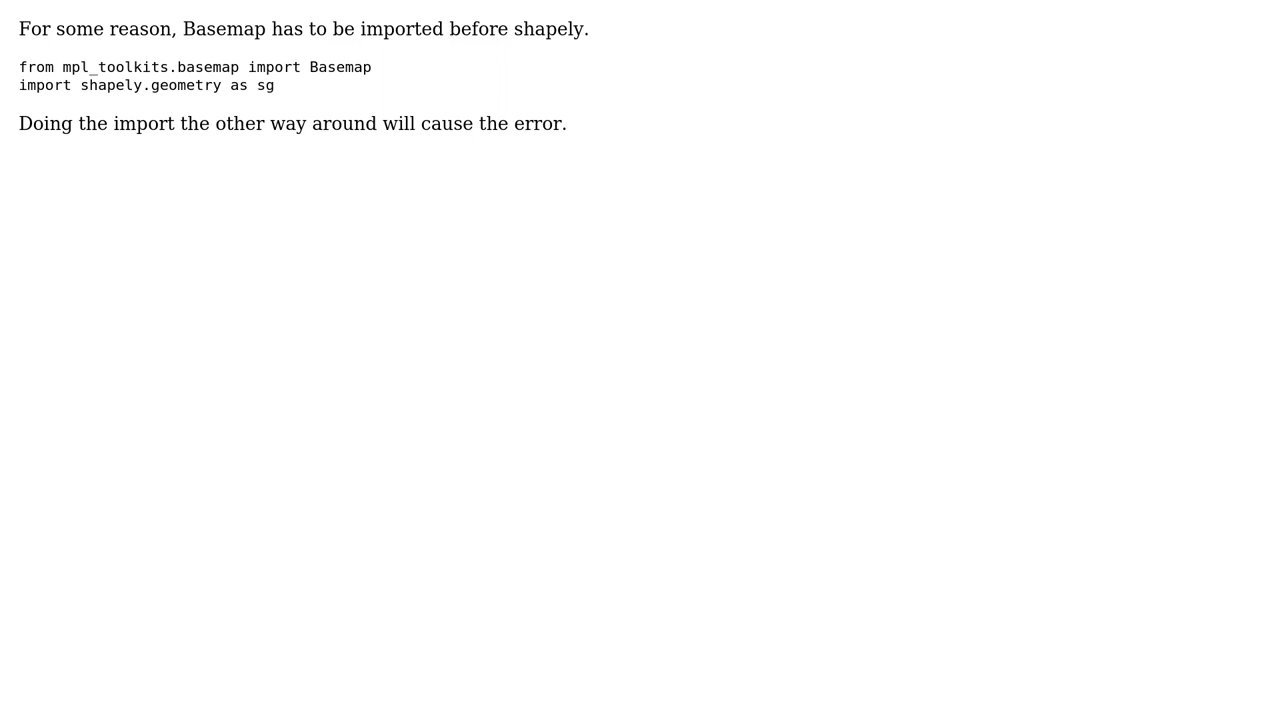 For some reason, Basemap has to be imported before shapely.
from mpl_toolkits.basemap import Basemap
import shapely.geometry as sg
Doing the import the other way around will cause the error.